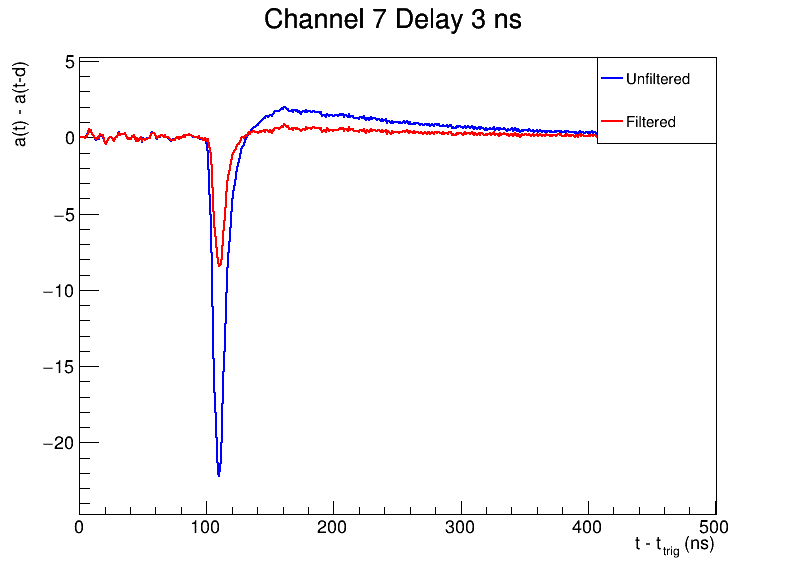 Channel 7 Delay 3 ns
a(t) - a(t-d)
5
0
−5
−10
−15
−20
Unfiltered
Filtered
0 100 200 300 400 500
t - t_trig (ns)